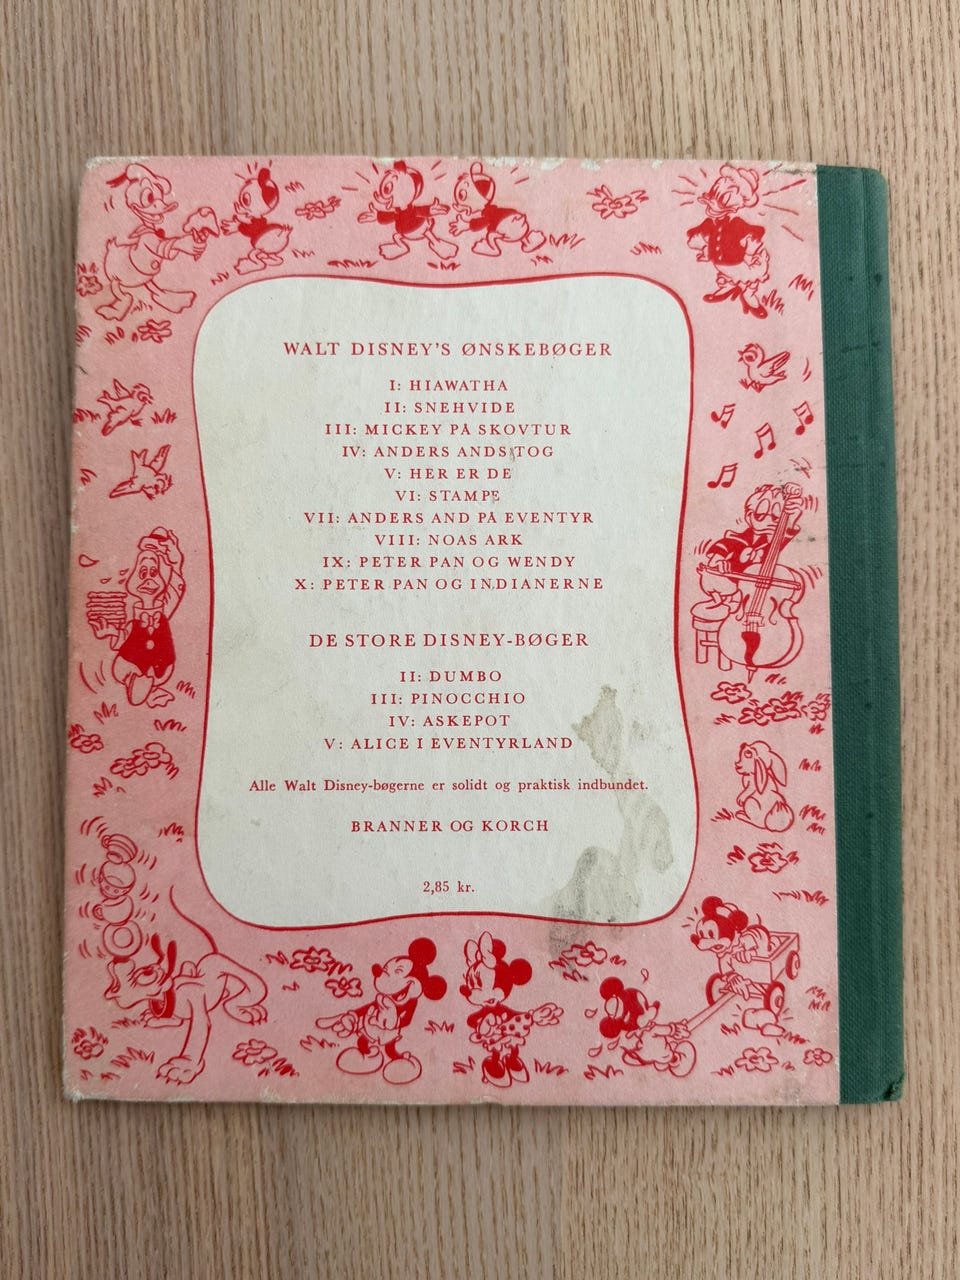 WALT DISNEY'S ØNSKEBØGER
I: HIAWATHA
II: SNEHVIDE
III: MICKEY PÅ SKOVTUR
IV: ANDERS ANDS TOG
V: HER ER DE
VI: STAMPE
VII: ANDERS AND PÅ EVENTYR
VIII: NOAS ARK
IX: PETER PAN OG WENDY
X: PETER PAN OG INDIANERNE
DE STORE DISNEY-BØGER
II: DUMBO
III: PINOCCHIO
IV: ASKEPOT
V: ALICE I EVENTYRLAND
Alle Walt Disney-bøgerne er solidt og praktisk indbundet.
BRANNER OG KORCH
2,85 kr.